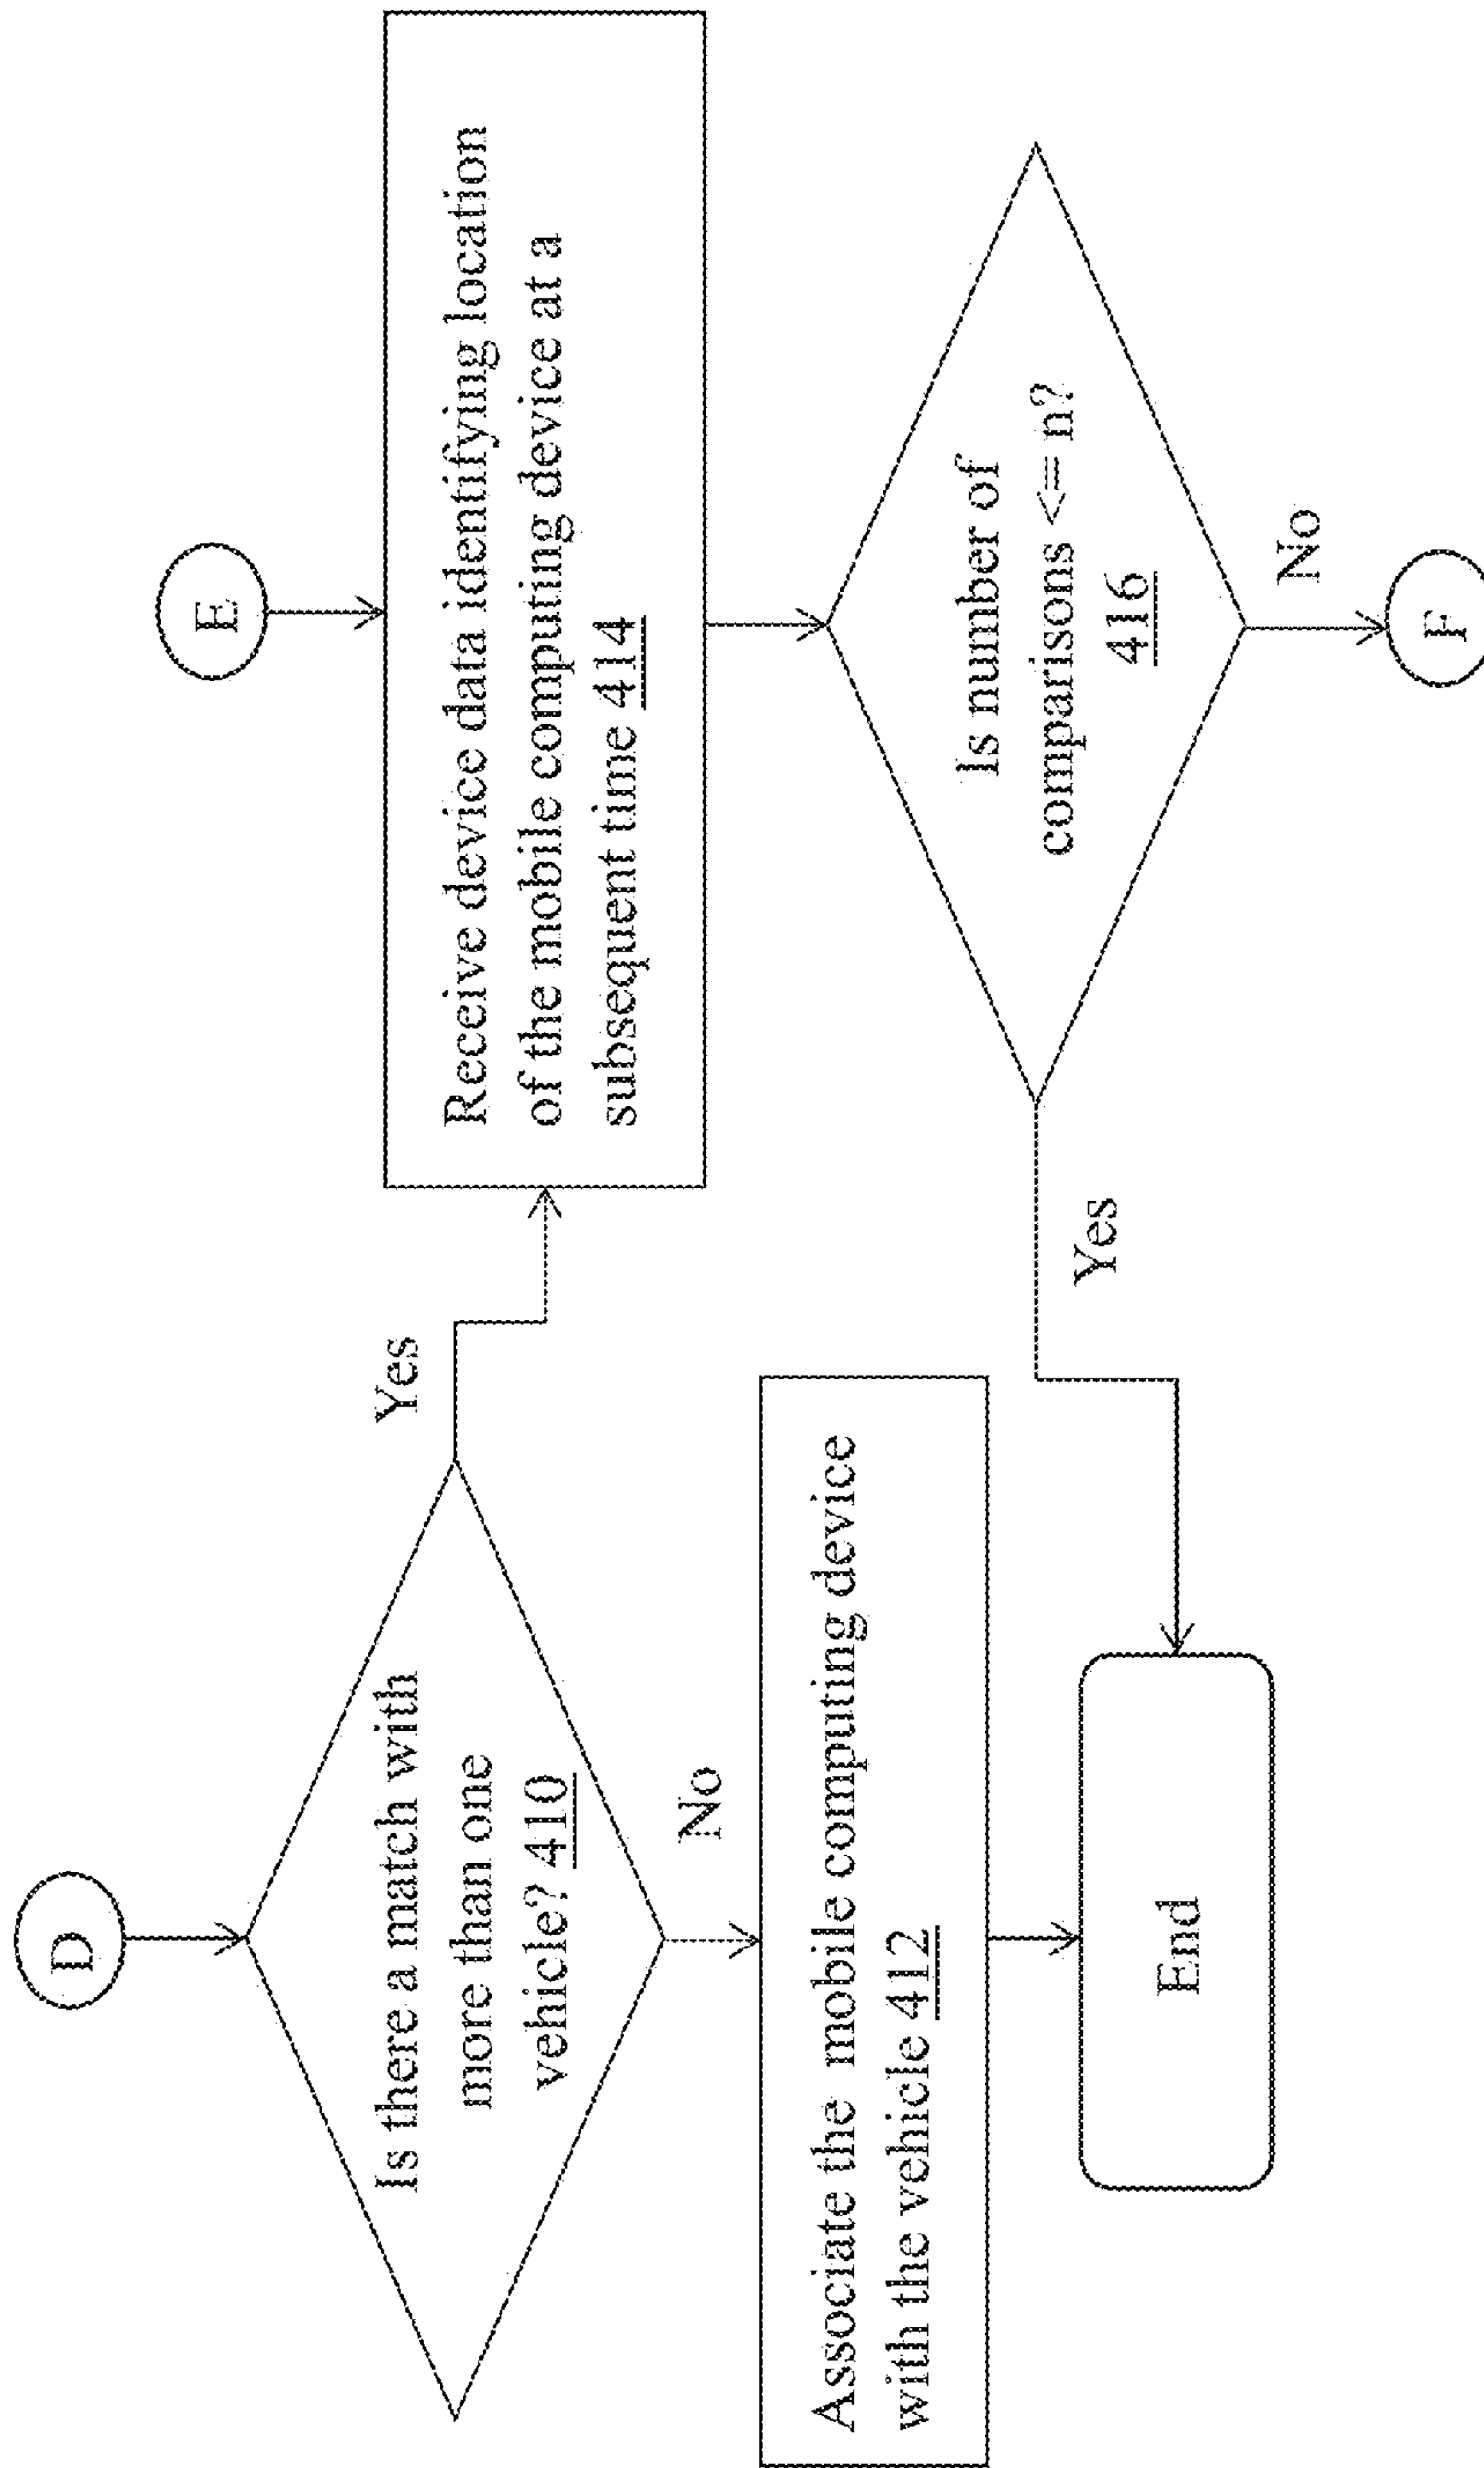 D
Is there a match with
more than one
vehicle? 410
Yes
No
Associate the mobile computing device
with the vehicle 412
End
E
Receive device data identifying location
of the mobile computing device at a
subsequent time 414
Is number of
comparisons <= n?
416
Yes
No
F